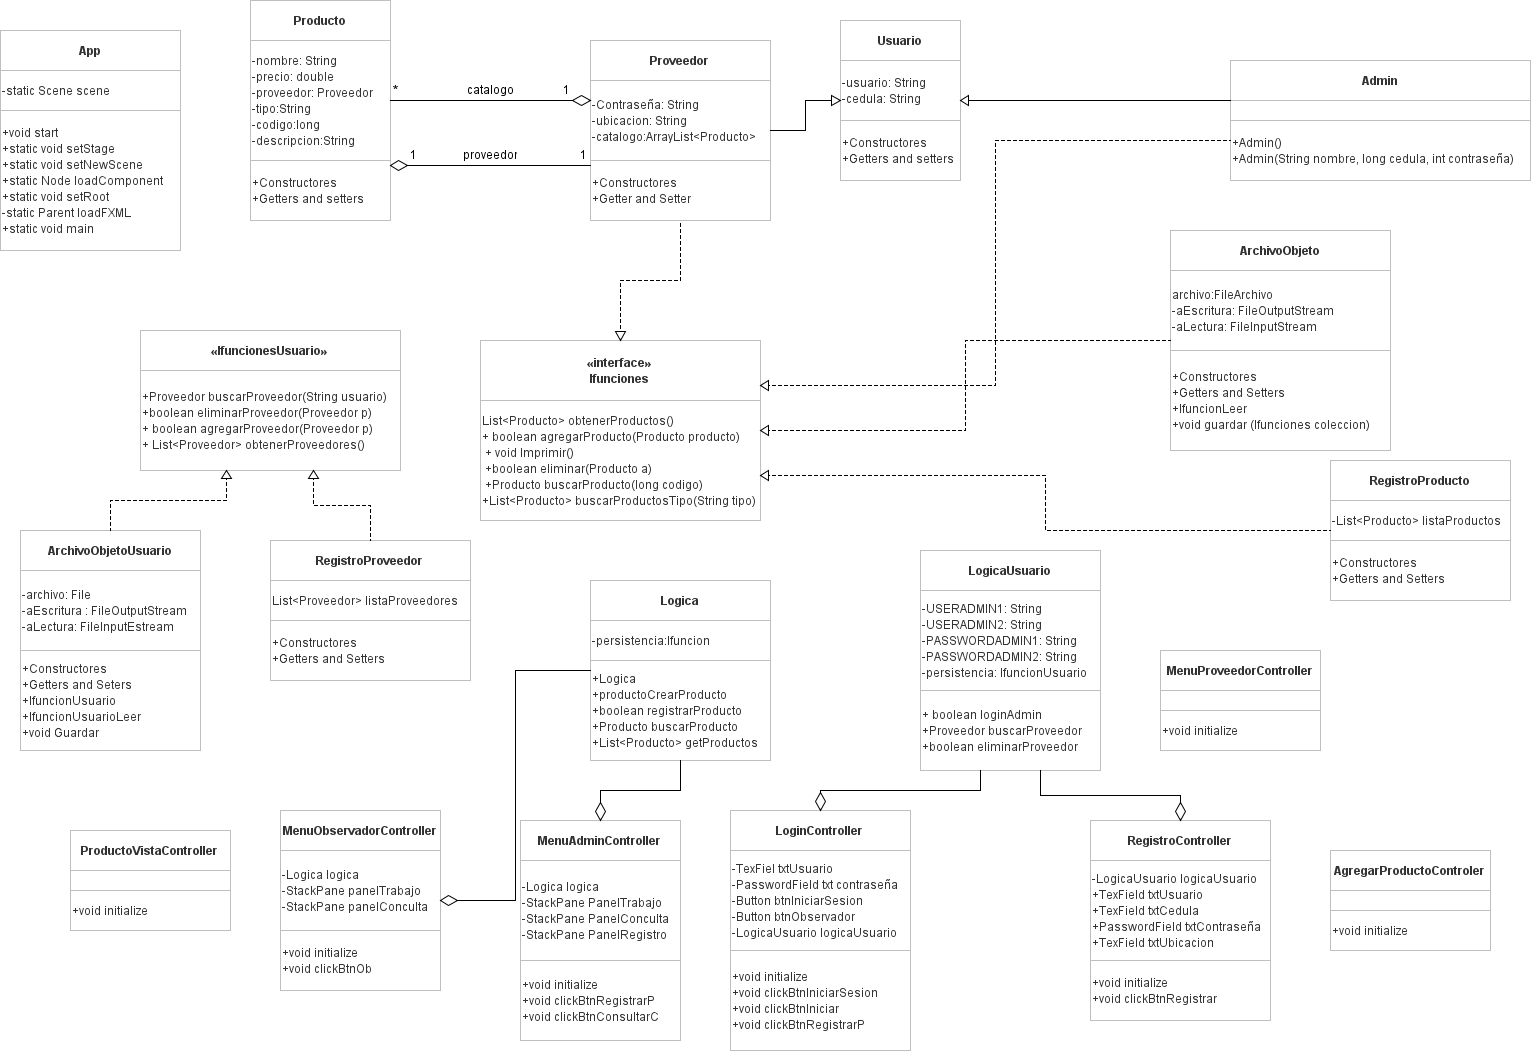 App
-static Scene scene
+void start
+static void setStage
+static void setNewScene
+static Node loadComponent
+static void setRoot
-static Parent loadFXML
+static void main
Producto
-nombre: String
-precio: double
-proveedor: Proveedor
-tipo:String
-codigo:long
-descripcion:String
+Constructores
+Getters and setters
* catalogo 1
1 proveedor 1
Proveedor
-Contraseña: String
-ubicacion: String
-catalogo:ArrayList<Producto>
+Constructores
+Getter and Setter
Usuario
-usuario: String
-cedula: String
+Constructores
+Getters and setters
Admin
+Admin()
+Admin(String nombre, long cedula, int contraseña)
ArchivoObjeto
archivo:FileArchivo
-aEscritura: FileOutputStream
-aLectura: FileInputStream
+Constructores
+Getters and Setters
+IfuncionLeer
+void guardar (Ifunciones coleccion)
«IfuncionesUsuario»
+Proveedor buscarProveedor(String usuario)
+boolean eliminarProveedor(Proveedor p)
+ boolean agregarProveedor(Proveedor p)
+ List<Proveedor> obtenerProveedores()
«interface»
Ifunciones
List<Producto> obtenerProductos()
+ boolean agregarProducto(Producto producto)
+ void Imprimir()
+boolean eliminar(Producto a)
+Producto buscarProducto(long codigo)
+List<Producto> buscarProductosTipo(String tipo)
RegistroProducto
-List<Producto> listaProductos
+Constructores
+Getters and Setters
ArchivoObjetoUsuario
-archivo: File
-aEscritura : FileOutputStream
-aLectura: FileInputEstream
+Constructores
+Getters and Seters
+IfuncionUsuario
+IfuncionUsuarioLeer
+void Guardar
RegistroProveedor
List<Proveedor> listaProveedores
+Constructores
+Getters and Setters
Logica
-persistencia:Ifuncion
+Logica
+productoCrearProducto
+boolean registrarProducto
+Producto buscarProducto
+List<Producto> getProductos
LogicaUsuario
-USERADMIN1: String
-USERADMIN2: String
-PASSWORDADMIN1: String
-PASSWORDADMIN2: String
-persistencia: IfuncionUsuario
+ boolean loginAdmin
+Proveedor buscarProveedor
+boolean eliminarProveedor
MenuProveedorController
+void initialize
ProductoVistaController
+void initialize
MenuObservadorController
-Logica logica
-StackPane panelTrabajo
-StackPane panelConculta
+void initialize
+void clickBtnOb
MenuAdminController
-Logica logica
-StackPane PanelTrabajo
-StackPane PanelConculta
-StackPane PanelRegistro
+void initialize
+void clickBtnRegistrarP
+void clickBtnConsultarC
LoginController
-TexFiel txtUsuario
-PasswordField txt contraseña
-Button btnIniciarSesion
-Button btnObservador
-LogicaUsuario logicaUsuario
+void initialize
+void clickBtnIniciarSesion
+void clickBtnIniciar
+void clickBtnRegistrarP
RegistroController
-LogicaUsuario logicaUsuario
+TexField txtUsuario
+TexField txtCedula
+PasswordField txtContraseña
+TexField txtUbicacion
+void initialize
+void clickBtnRegistrar
AgregarProductoControler
+void initialize